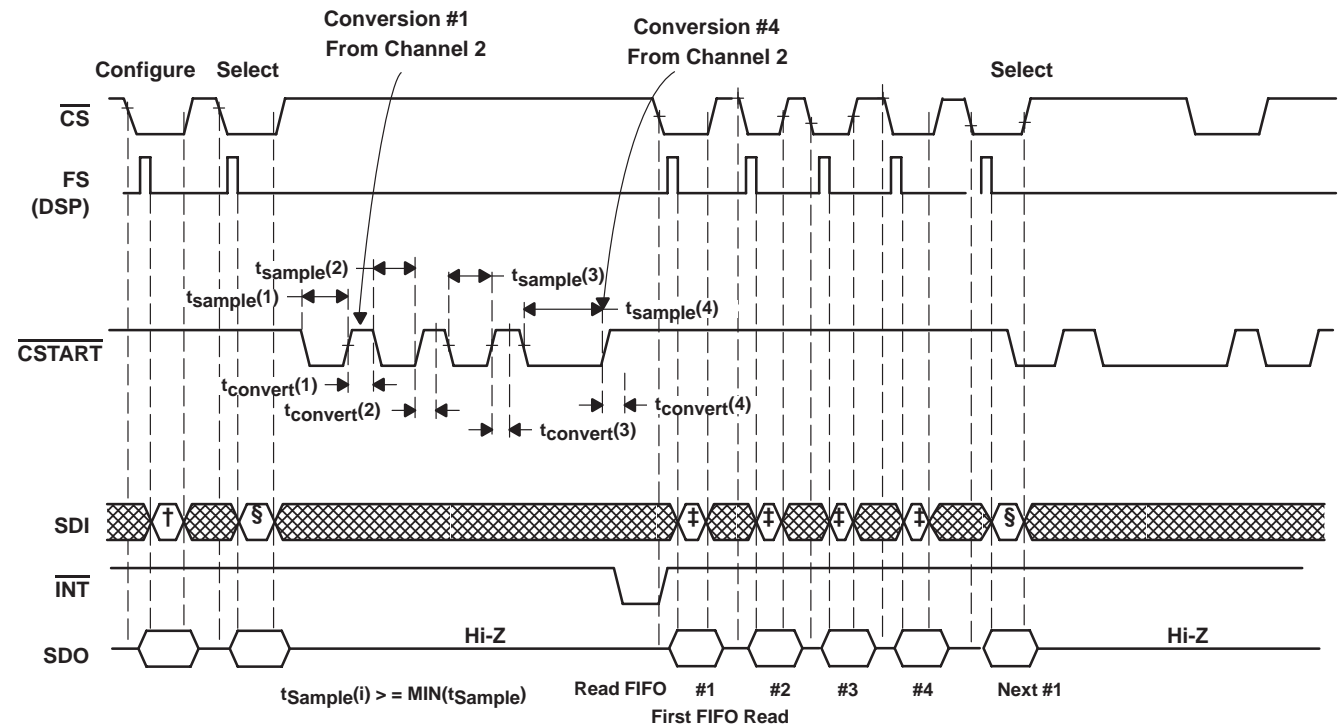 Conversion #1
From Channel 2
Conversion #4
From Channel 2
Configure
Select
Select
CS
FS
(DSP)
tsample(2)
tsample(3)
tsample(1)
tsample(4)
CSTART
tconvert(1)
tconvert(2)
tconvert(4)
tconvert(3)
SDI
†
§
‡
‡
‡
‡
§
INT
Hi-Z
Hi-Z
SDO
tSample(i) > = MIN(tSample)
Read FIFO
#1
#2
#3
#4
Next #1
First FIFO Read